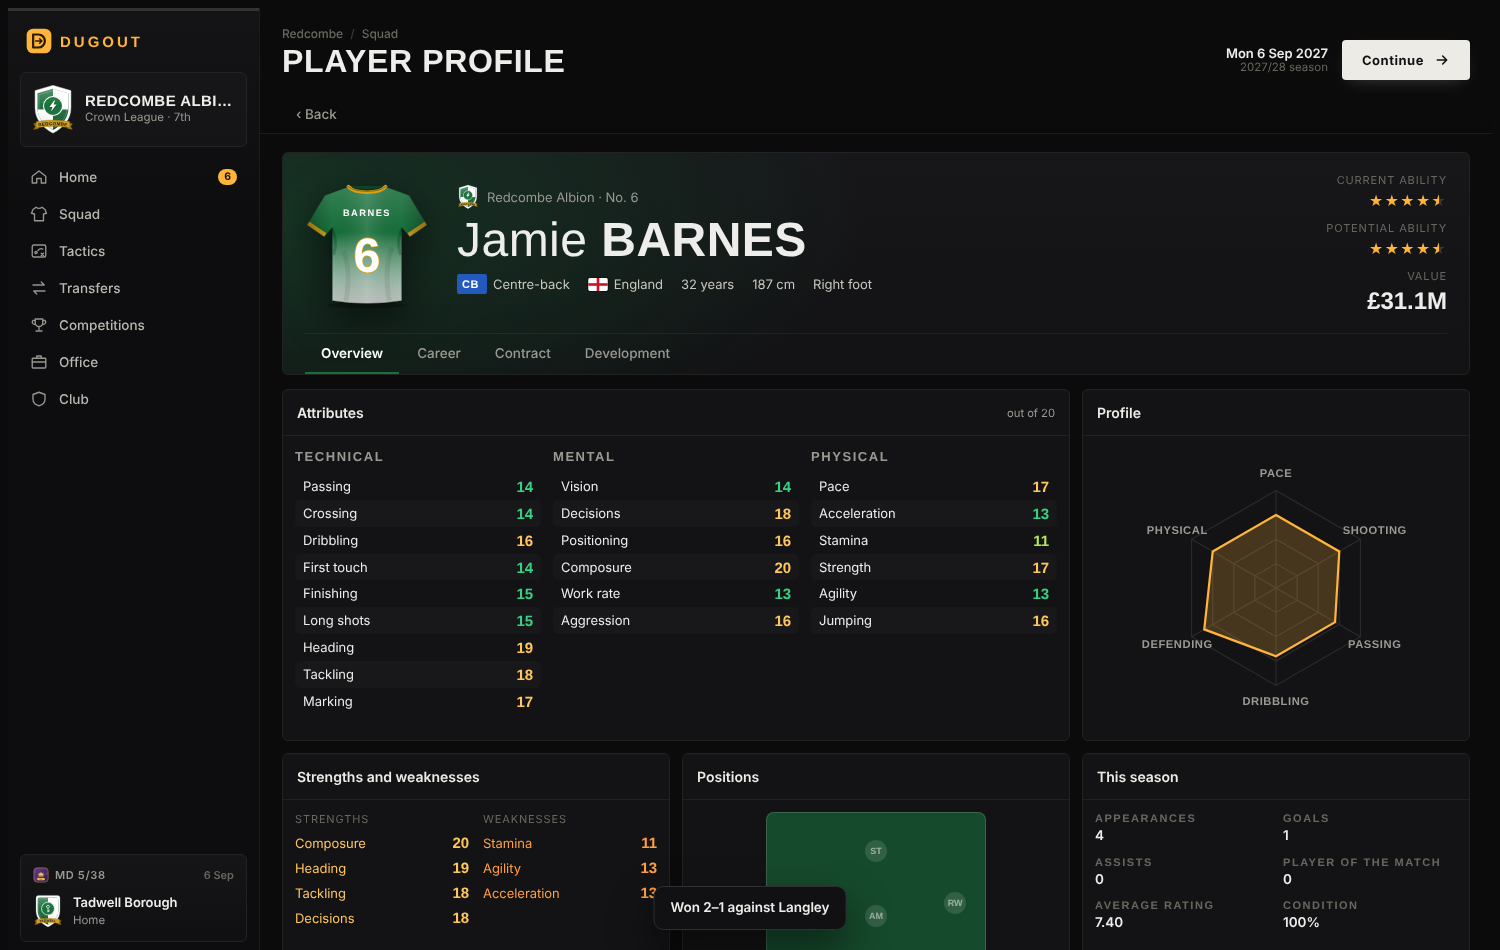 DUGOUT
REDCOMBE ALBI...
Crown League · 7th
Home 6
Squad
Tactics
Transfers
Competitions
Office
Club
MD 5/38 6 Sep
Tadwell Borough
Home
Redcombe / Squad
PLAYER PROFILE
Mon 6 Sep 2027
2027/28 season
Continue →
‹ Back
BARNES
6
Redcombe Albion · No. 6
Jamie BARNES
CB Centre-back England 32 years 187 cm Right foot
CURRENT ABILITY
POTENTIAL ABILITY
VALUE
£31.1M
Overview Career Contract Development
Attributes out of 20
TECHNICAL
Passing 14
Crossing 14
Dribbling 16
First touch 14
Finishing 15
Long shots 15
Heading 19
Tackling 18
Marking 17
MENTAL
Vision 14
Decisions 18
Positioning 16
Composure 20
Work rate 13
Aggression 16
PHYSICAL
Pace 17
Acceleration 13
Stamina 11
Strength 17
Agility 13
Jumping 16
Profile
PACE
PHYSICAL SHOOTING
DEFENDING PASSING
DRIBBLING
Strengths and weaknesses
STRENGTHS
Composure 20
Heading 19
Tackling 18
Decisions 18
WEAKNESSES
Stamina 11
Agility 13
Acceleration 13
Positions
ST
RW
AM
Won 2–1 against Langley
This season
APPEARANCES
4
GOALS
1
ASSISTS
0
PLAYER OF THE MATCH
0
AVERAGE RATING
7.40
CONDITION
100%